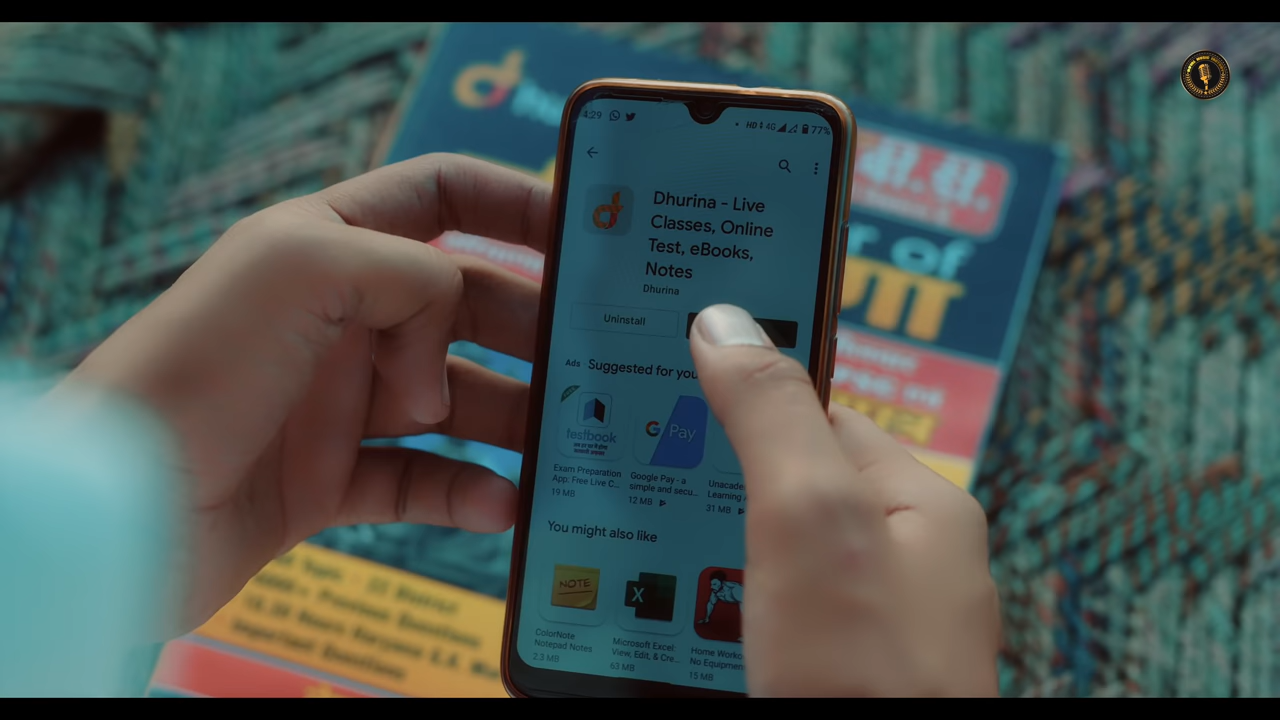 4:29
HD 4G 77%
Dhurina - Live
Classes, Online
Test, eBooks,
Notes
Dhurina
Uninstall
Ads Suggested for you
testbook
G Pay
Exam Preparation
App: Free Live C...
19 MB
Google Pay - a
simple and secu...
12 MB
Unacade
Learning
31 MB
You might also like
NOTE
X
ColorNote
Notepad Notes
2.3 MB
Microsoft Excel:
View, Edit, & Cre...
63 MB
Home Worko
No Equipmen
15 MB
of
Previous Questions